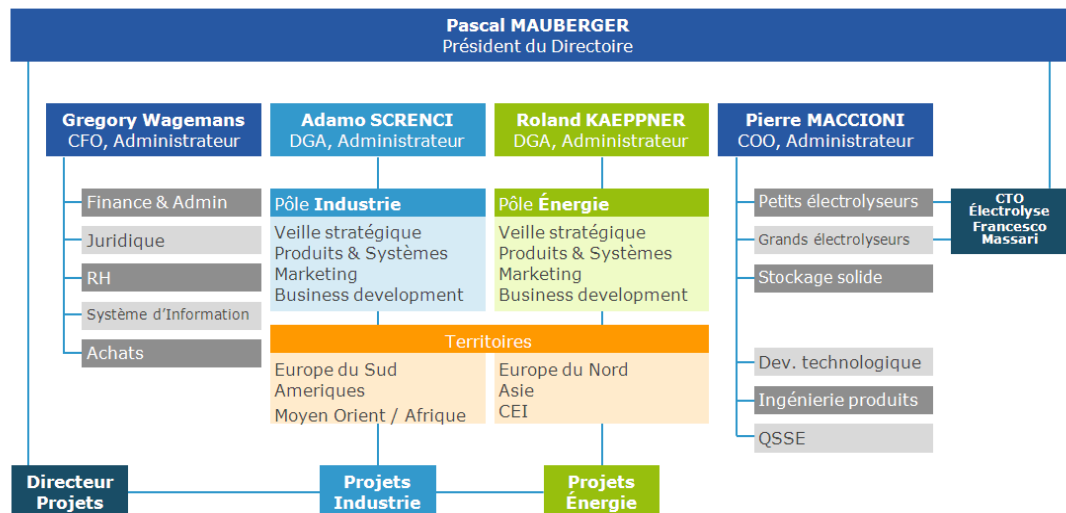 Pascal MAUBERGER
Président du Directoire
Gregory Wagemans
CFO, Administrateur
Adamo SCRENCI
DGA, Administrateur
Roland KAEPPNER
DGA, Administrateur
Pierre MACCIONI
COO, Administrateur
Finance & Admin
Juridique
RH
Système d'Information
Achats
Pôle Industrie
Veille stratégique
Produits & Systèmes
Marketing
Business development
Pôle Énergie
Veille stratégique
Produits & Systèmes
Marketing
Business development
Territoires
Europe du Sud
Ameriques
Moyen Orient / Afrique
Europe du Nord
Asie
CEI
Petits électrolyseurs
Grands électrolyseurs
Stockage solide
Dev. technologique
Ingénierie produits
QSSE
CTO
Électrolyse
Francesco
Massari
Directeur
Projets
Projets
Industrie
Projets
Énergie